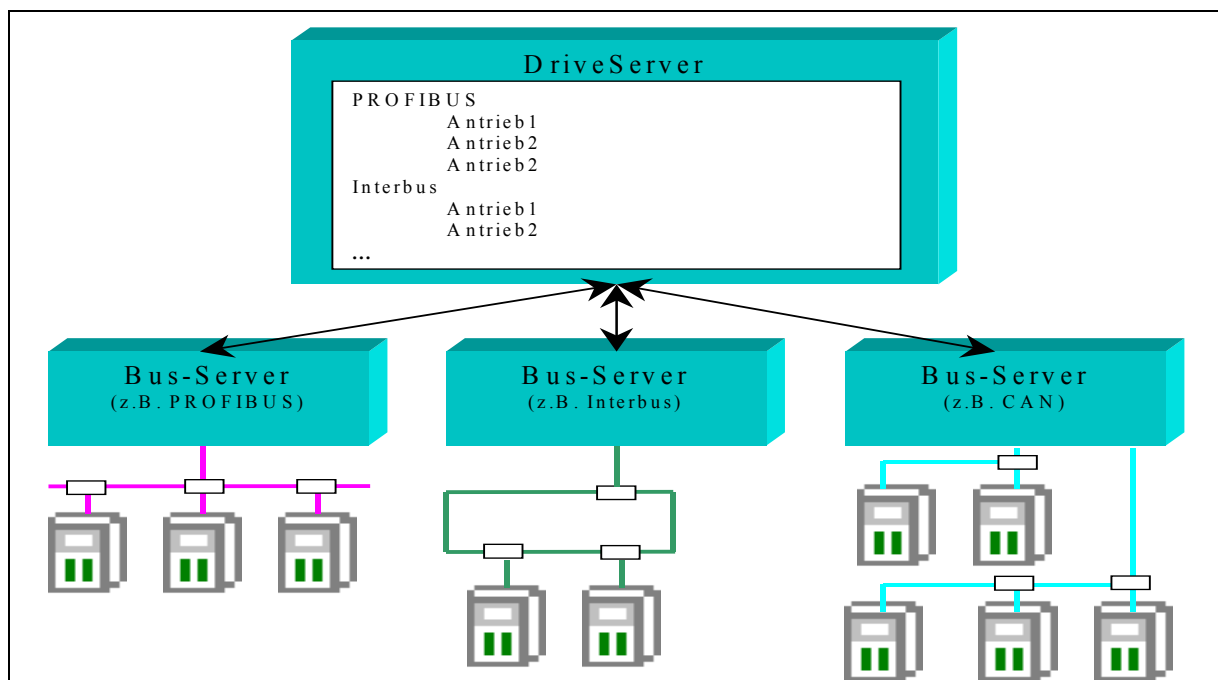 DriveServer
PROFIBUS
Antrieb1
Antrieb2
Antrieb2
Interbus
Antrieb1
Antrieb2
...
Bus-Server
(z.B. PROFIBUS)
Bus-Server
(z.B. Interbus)
Bus-Server
(z.B. CAN)